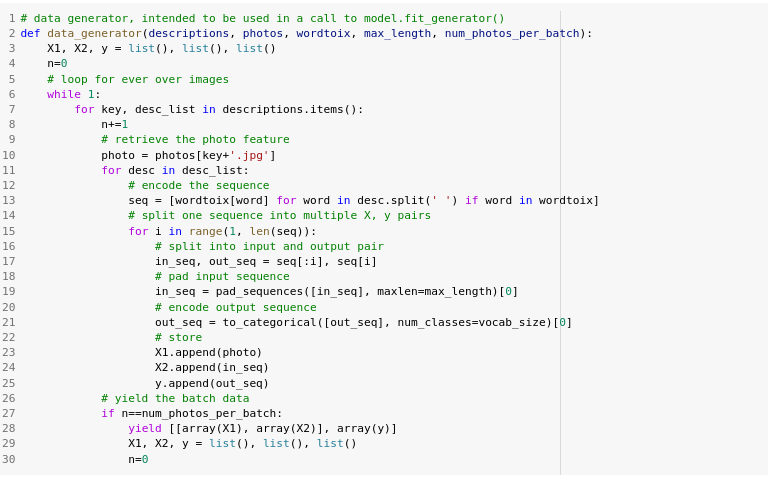 1 # data generator, intended to be used in a call to model.fit_generator()
2 def data_generator(descriptions, photos, wordtoix, max_length, num_photos_per_batch):
3     X1, X2, y = list(), list(), list()
4     n=0
5     # loop for ever over images
6     while 1:
7         for key, desc_list in descriptions.items():
8             n+=1
9             # retrieve the photo feature
10             photo = photos[key+'.jpg']
11             for desc in desc_list:
12                 # encode the sequence
13                 seq = [wordtoix[word] for word in desc.split(' ') if word in wordtoix]
14                 # split one sequence into multiple X, y pairs
15                 for i in range(1, len(seq)):
16                     # split into input and output pair
17                     in_seq, out_seq = seq[:i], seq[i]
18                     # pad input sequence
19                     in_seq = pad_sequences([in_seq], maxlen=max_length)[0]
20                     # encode output sequence
21                     out_seq = to_categorical([out_seq], num_classes=vocab_size)[0]
22                     # store
23                     X1.append(photo)
24                     X2.append(in_seq)
25                     y.append(out_seq)
26             # yield the batch data
27             if n==num_photos_per_batch:
28                 yield [[array(X1), array(X2)], array(y)]
29                 X1, X2, y = list(), list(), list()
30                 n=0